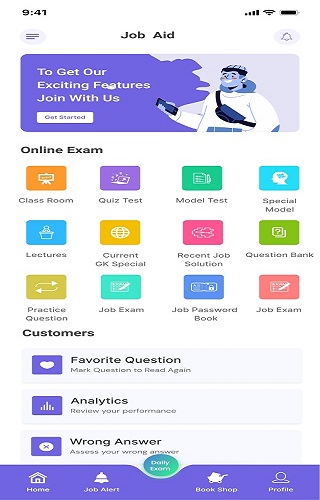 9:41
Job Aid
To Get Our
Exciting Features
Join With Us
Get Started
Online Exam
Class Room
Quiz Test
Model Test
Special
Model
Lectures
Current
GK Special
Recent Job
Solution
Question Bank
Practice
Question
Job Exam
Job Password
Book
Job Exam
Customers
Favorite Question
Mark Question to Read Again
Analytics
Review your performance
Wrong Answer
Assess your wrong answer
Daily
Exam
Home
Job Alert
Book Shop
Profile